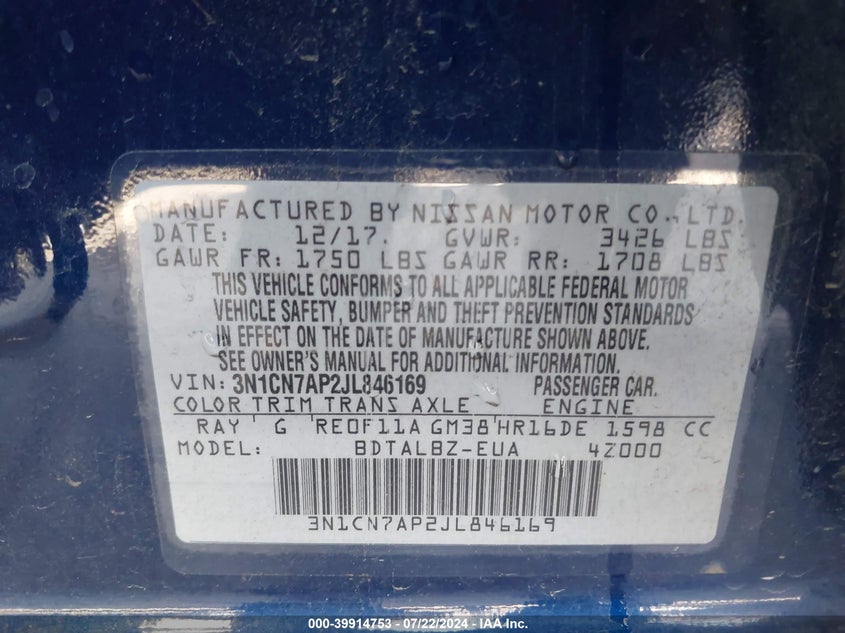 MANUFACTURED BY NISSAN MOTOR CO., LTD.
DATE: 12/17. GVWR: 3426 LBS
GAWR FR: 1750 LBS GAWR RR: 1708 LBS
THIS VEHICLE CONFORMS TO ALL APPLICABLE FEDERAL MOTOR
VEHICLE SAFETY, BUMPER AND THEFT PREVENTION STANDARDS
IN EFFECT ON THE DATE OF MANUFACTURE SHOWN ABOVE.
SEE OWNER'S MANUAL FOR ADDITIONAL INFORMATION.
VIN: 3N1CN7AP2JL846169 PASSENGER CAR.
COLOR TRIM TRANS AXLE ENGINE
RAY G RE0F11A GM38 HR16DE 1598 CC
MODEL: BDTALBZ-EUA 4Z000
3N1CN7AP2JL846169
000-39914753 - 07/22/2024 - IAA, Inc.